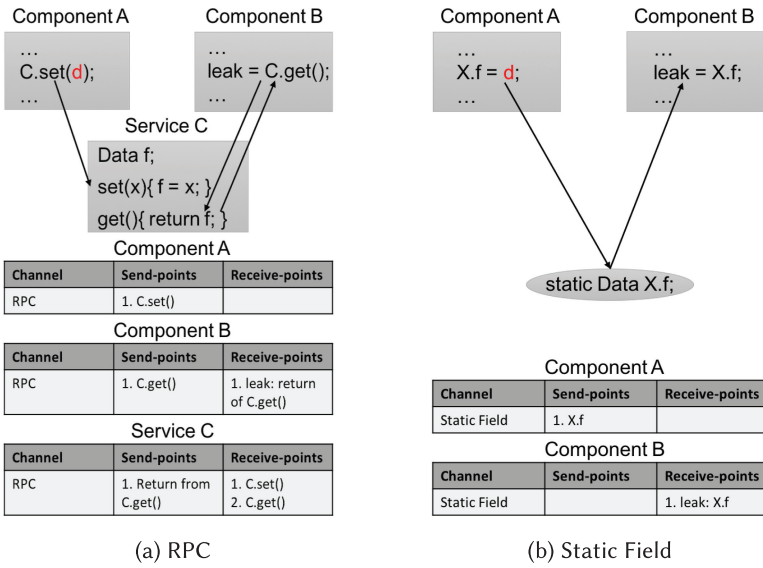 Component A
...
C.set(d);
...
Component B
...
leak = C.get();
...
Service C
Data f;
set(x){ f = x; }
get(){ return f; }
Component A
Channel Send-points Receive-points
RPC 1. C.set()
Component B
Channel Send-points Receive-points
RPC 1. C.get() 1. leak: return
of C.get()
Service C
Channel Send-points Receive-points
RPC 1. Return from 1. C.set()
C.get() 2. C.get()
(a) RPC
Component A
...
X.f = d;
...
Component B
...
leak = X.f;
...
static Data X.f;
Component A
Channel Send-points Receive-points
Static Field 1. X.f
Component B
Channel Send-points Receive-points
Static Field 1. leak: X.f
(b) Static Field